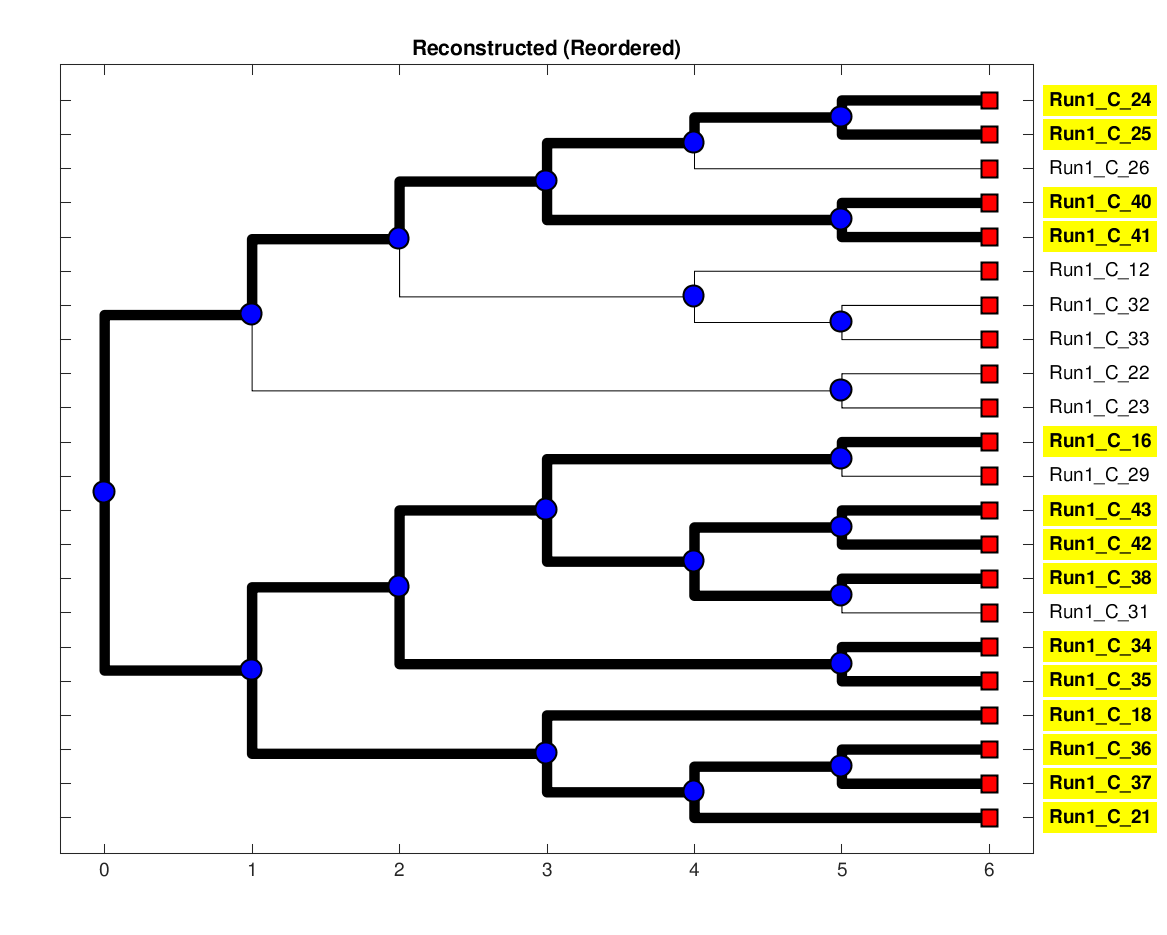 Reconstructed (Reordered)
Run1_C_24
Run1_C_25
Run1_C_26
Run1_C_40
Run1_C_41
Run1_C_12
Run1_C_32
Run1_C_33
Run1_C_22
Run1_C_23
Run1_C_16
Run1_C_29
Run1_C_43
Run1_C_42
Run1_C_38
Run1_C_31
Run1_C_34
Run1_C_35
Run1_C_18
Run1_C_36
Run1_C_37
Run1_C_21
0 1 2 3 4 5 6